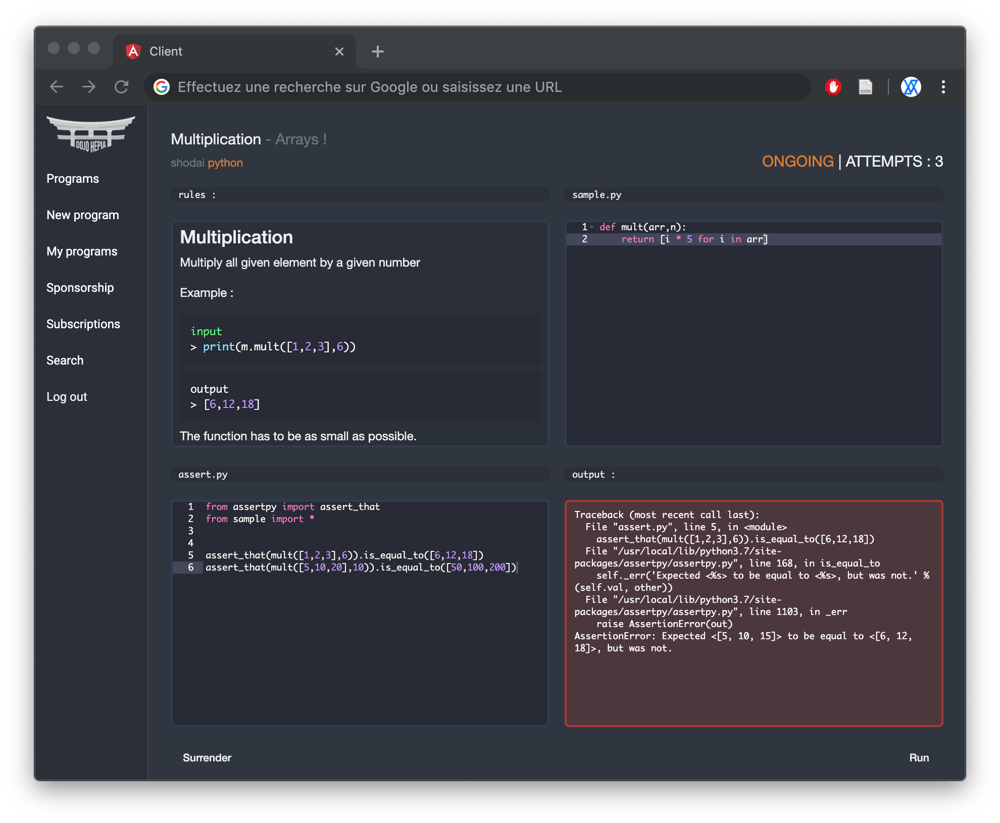 Client
Effectuez une recherche sur Google ou saisissez une URL
DOJO HEPIA
Programs
New program
My programs
Sponsorship
Subscriptions
Search
Log out
Multiplication - Arrays !
shodai python
ONGOING | ATTEMPTS : 3
rules :
Multiplication
Multiply all given element by a given number
Example :
input
> print(m.mult([1,2,3],6))
output
> [6,12,18]
The function has to be as small as possible.
sample.py
1 def mult(arr,n):
2     return [i * 5 for i in arr]
assert.py
1 from assertpy import assert_that
2 from sample import *
3
4
5 assert_that(mult([1,2,3],6)).is_equal_to([6,12,18])
6 assert_that(mult([5,10,20],10)).is_equal_to([50,100,200])
output :
Traceback (most recent call last):
  File "assert.py", line 5, in <module>
    assert_that(mult([1,2,3],6)).is_equal_to([6,12,18])
  File "/usr/local/lib/python3.7/site-
packages/assertpy/assertpy.py", line 168, in is_equal_to
    self._err('Expected <%s> to be equal to <%s>, but was not.' %
(self.val, other))
  File "/usr/local/lib/python3.7/site-
packages/assertpy/assertpy.py", line 1103, in _err
    raise AssertionError(out)
AssertionError: Expected <[5, 10, 15]> to be equal to <[6, 12,
18]>, but was not.
Surrender
Run